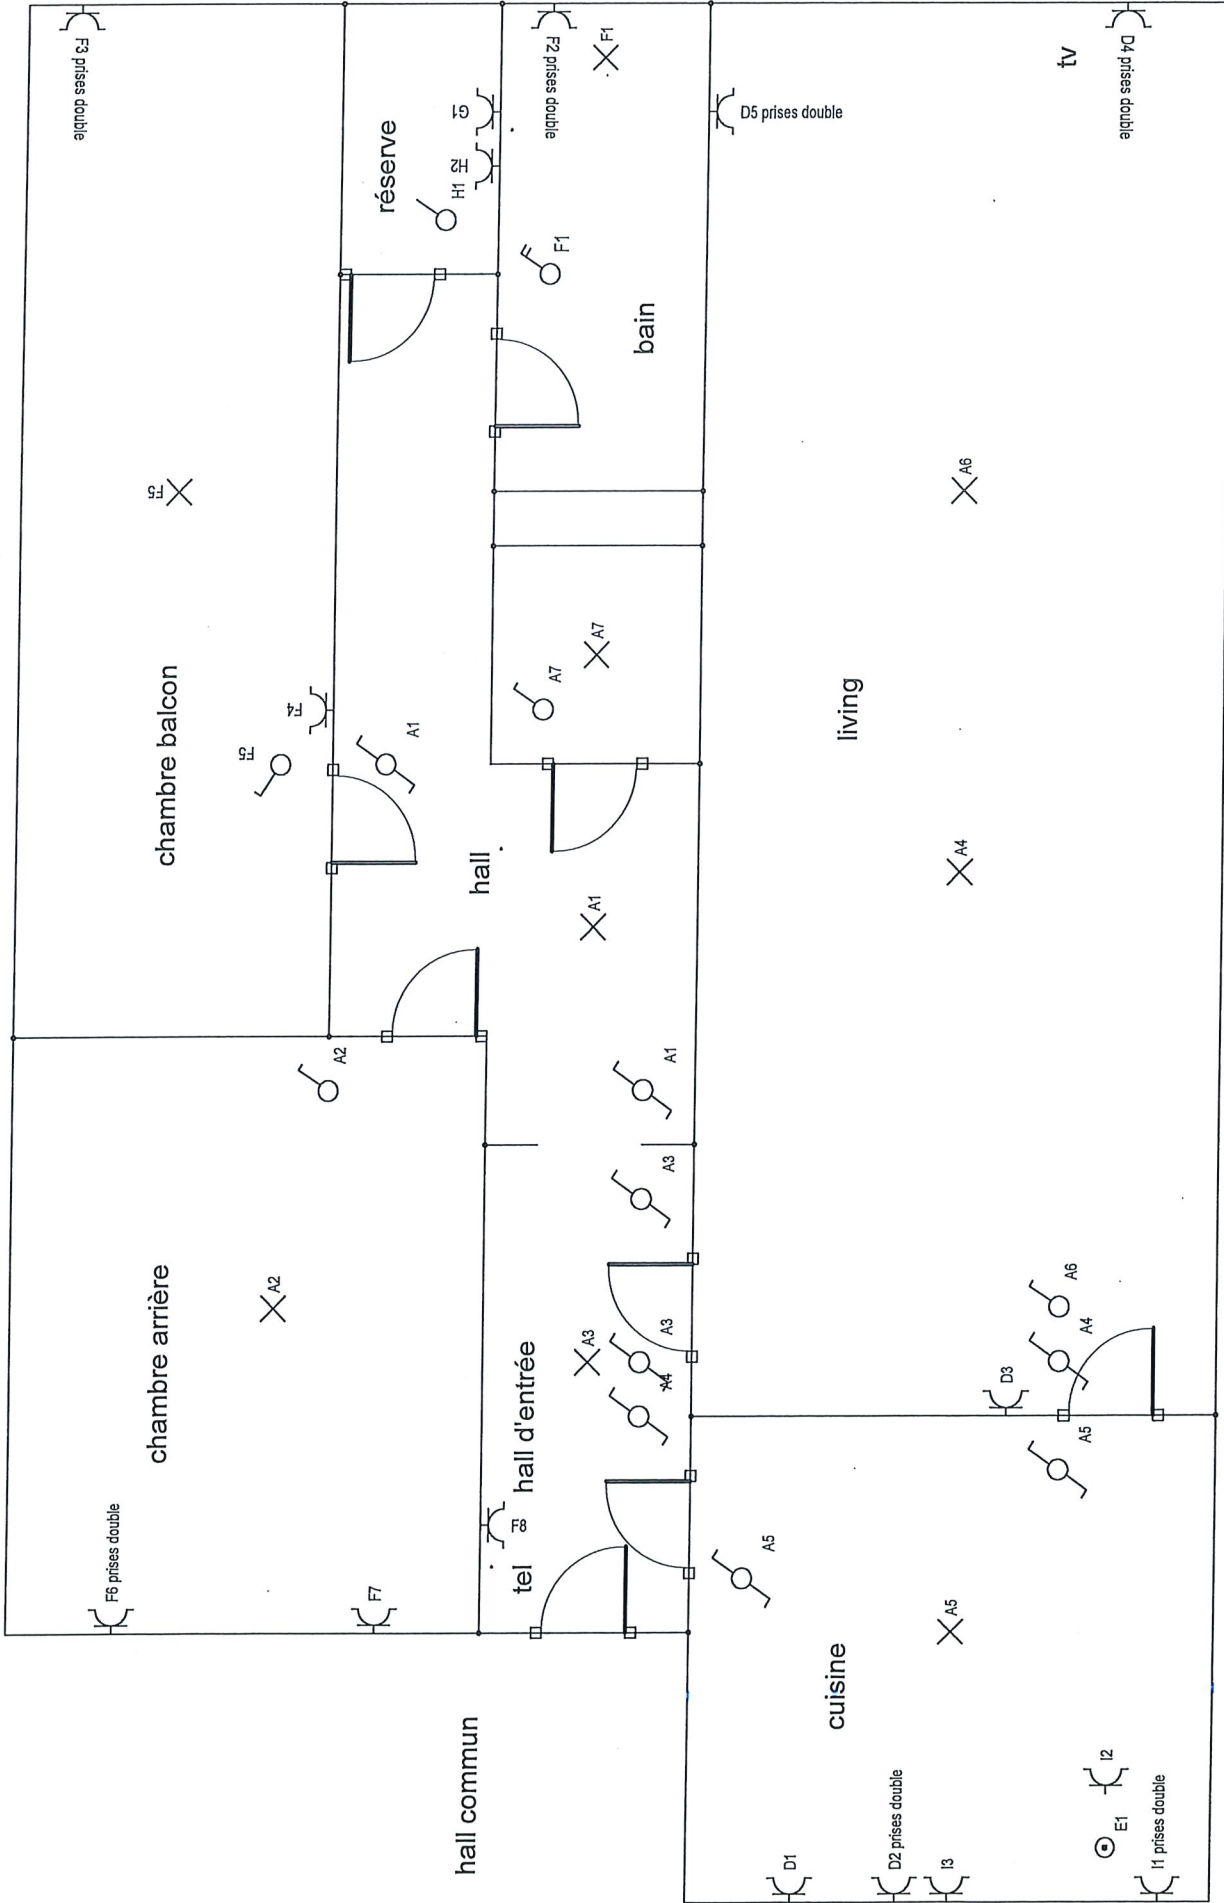 F3 prises double
F2 prises double
F1
tv
D4 prises double
réserve
G1
H2
H1
D5 prises double
F1
bain
F5
A6
chambre balcon
F4
F5
A1
A7
A7
living
hall
A1
A4
A2
A1
A3
chambre arrière
A2
hall d'entrée
A3
A3
A4
A6
A4
D3
A5
F6 prises double
F7
F8
tel
A5
A5
cuisine
hall commun
I2
E1
D1
D2 prises double
I3
I1 prises double